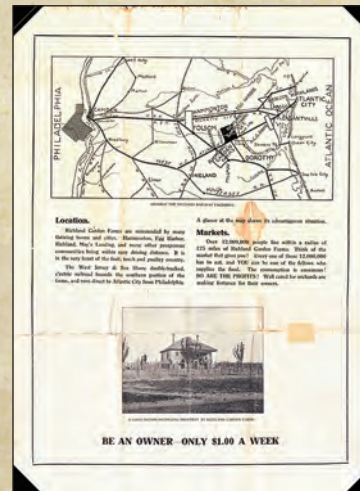 PHILADELPHIA
CAMDEN
HAMMONTON
FOLSOM
VINELAND
DOROTHY
PLEASANTVILLE
ATLANTIC
CITY
ATLANTIC OCEAN
Location.
Richland Garden Farms are surrounded by many
thriving towns and cities. Hammonton, Egg Harbor,
Richland, May's Landing, and many other prosperous
communities being within easy driving distance. It is
in the very heart of the fruit, truck and poultry country.
The West Jersey & Sea Shore double-tracked,
electric railroad bounds the southern portion of the
farms, and runs direct to Atlantic City from Philadelphia.
A glance at the map shows its advantageous situation.
Markets.
Over 12,000,000 people live within a radius of
125 miles of Richland Garden Farms. Think of the
market that gives you! Every one of these 12,000,000
has to eat, and YOU can be one of the fellows who
supplies the food. The consumption is enormous!
SO ARE THE PROFITS! Well cared for orchards are
making fortunes for their owners.
BE AN OWNER—ONLY $1.00 A WEEK